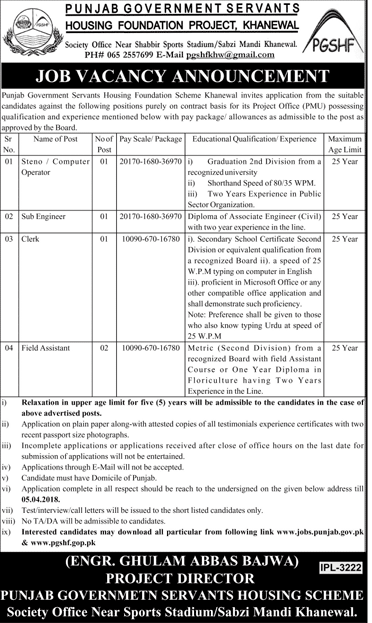 PUNJAB GOVERNMENT SERVANTS
HOUSING FOUNDATION PROJECT, KHANEWAL
Society Office Near Shabbir Sports Stadium/Sabzi Mandi Khanewal.
PH# 065 2557699 E-Mail pgshfkhw@gmail.com
PGSHF
JOB VACANCY ANNOUNCEMENT
Punjab Government Servants Housing Foundation Scheme Khanewal invites application from the suitable
candidates against the following positions purely on contract basis for its Project Office (PMU) possessing
qualification and experience mentioned below with pay package/ allowances as admissible to the post as
approved by the Board.
Sr No. Name of Post No of Post Pay Scale/ Package Educational Qualification/ Experience Maximum Age Limit
01 Steno / Computer Operator 01 20170-1680-36970 i) Graduation 2nd Division from a 25 Year
recognized university
ii) Shorthand Speed of 80/35 WPM.
iii) Two Years Experience in Public
Sector Organization.
02 Sub Engineer 01 20170-1680-36970 Diploma of Associate Engineer (Civil) 25 Year
with two year experience in the line.
03 Clerk 01 10090-670-16780 i). Secondary School Certificate Second 25 Year
Division or equivalent qualification from
a recognized Board ii). a speed of 25
W.P.M typing on computer in English
iii). proficient in Microsoft Office or any
other compatible office application and
shall demonstrate such proficiency.
Note: Preference shall be given to those
who also know typing Urdu at speed of
25 W.P.M
04 Field Assistant 02 10090-670-16780 Metric (Second Division) from a 25 Year
recognized Board with field Assistant
Course or One Year Diploma in
Floriculture having Two Years
Experience in the Line.
i) Relaxation in upper age limit for five (5) years will be admissible to the candidates in the case of
above advertised posts.
ii) Application on plain paper along-with attested copies of all testimonials experience certificates with two
recent passport size photographs.
iii) Incomplete applications or applications received after close of office hours on the last date for
submission of applications will not be entertained.
iv) Applications through E-Mail will not be accepted.
v) Candidate must have Domicile of Punjab.
vi) Application complete in all respect should be reach to the undersigned on the given below address till
05.04.2018.
vii) Test/interview/call letters will be issued to the short listed candidates only.
viii) No TA/DA will be admissible to candidates.
ix) Interested candidates may download all particular from following link www.jobs.punjab.gov.pk
& www.pgshf.gop.pk
(ENGR. GHULAM ABBAS BAJWA)
IPL-3222
PROJECT DIRECTOR
PUNJAB GOVERNMETN SERVANTS HOUSING SCHEME
Society Office Near Sports Stadium/Sabzi Mandi Khanewal.